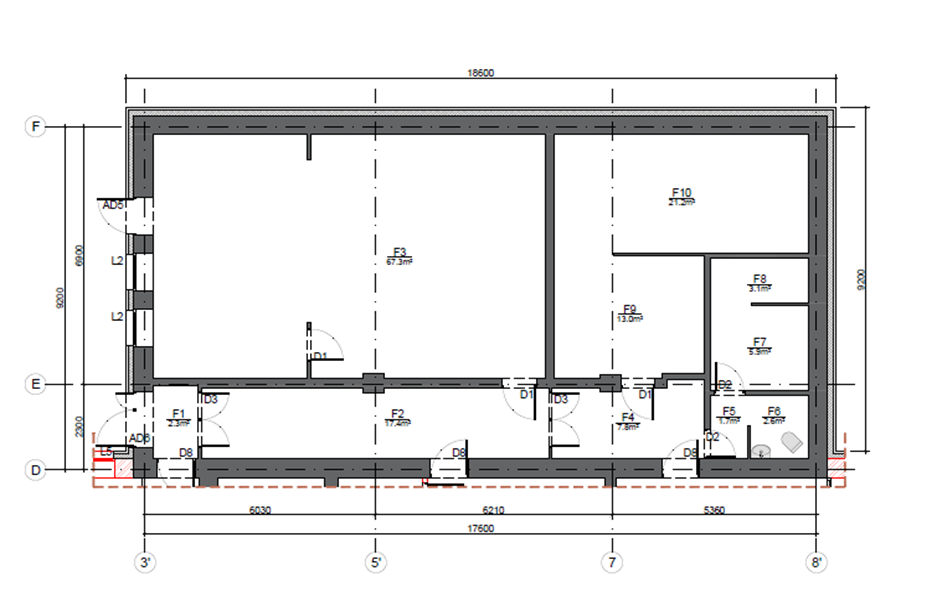 18600
F
AD5
F10
21.2m²
6900
F3
67.3m²
L2
F8
3.1m²
9200
9200
F9
13.0m²
L2
F7
5.9m²
D1
E
D2
D1
D1
D3
D3
2300
F1
2.3m²
F2
17.4m²
F4
7.8m²
F5
1.7m²
F6
2.6m²
AD6
D2
L5
D8
D8
D8
D
6030
6210
5360
17600
3'
5'
7
8'